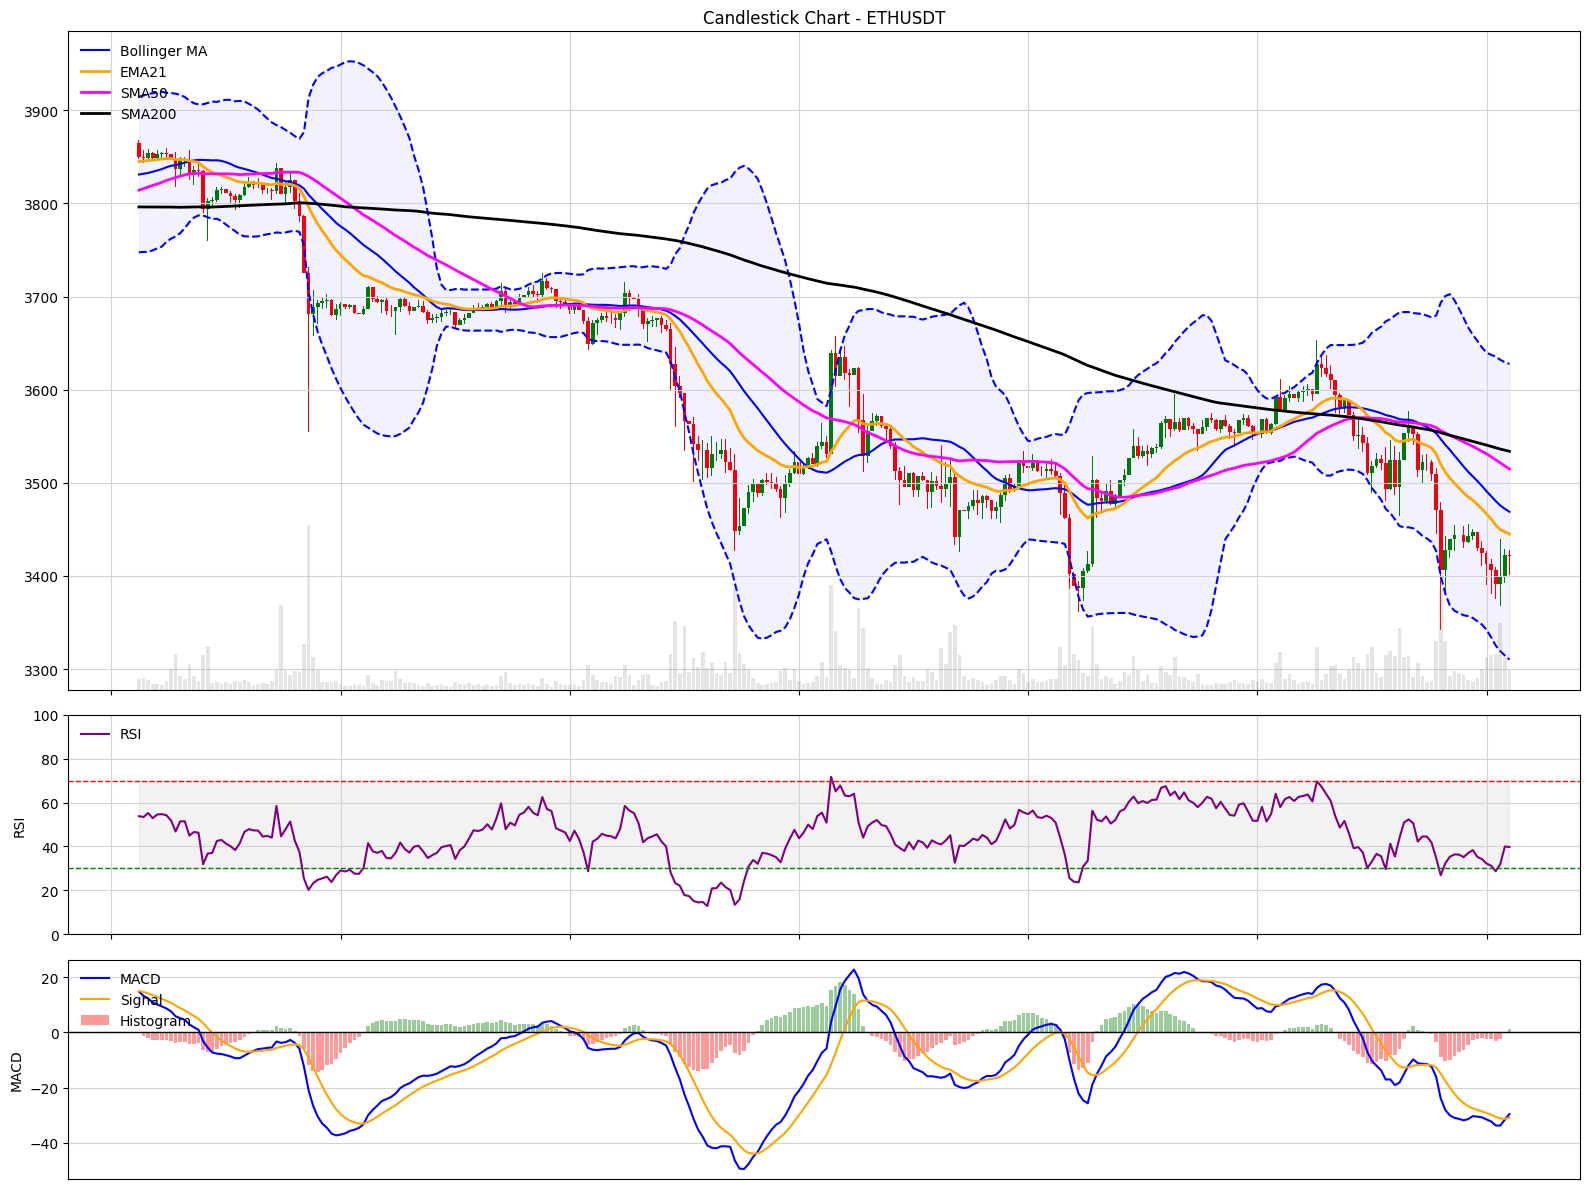 Candlestick Chart - ETHUSDT
Bollinger MA
EMA21
SMA50
SMA200
3900
3800
3700
3600
3500
3400
3300
RSI
100
80
60
40
20
0
RSI
MACD
Signal
Histogram
20
0
−20
−40
MACD